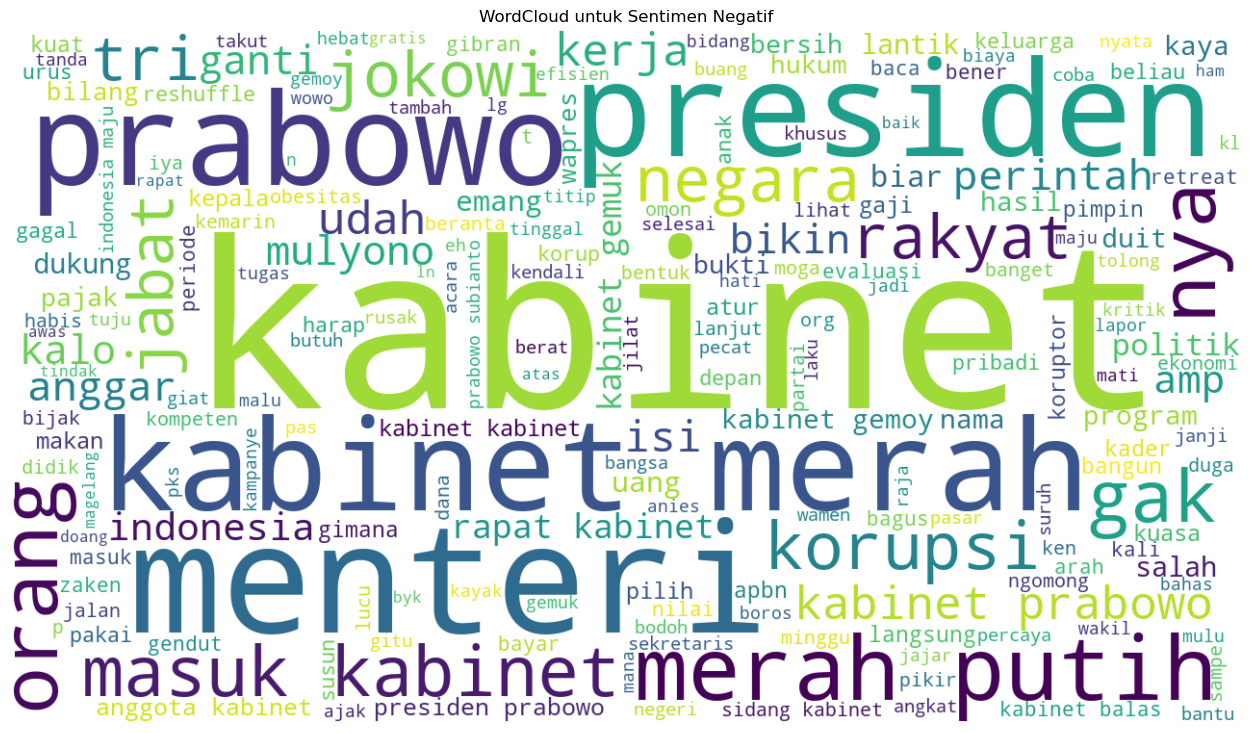 WordCloud untuk Sentimen Negatif
kuat
takut
hebat
gratis
gibran
kerja
bidang
bersih
lantik
keluarga
nyata
kaya
tanda
tri
ganti
jokowi
efisien
buang
hukum
baca
biaya
bener
coba
beliau
ham
urus
gemoy
bilang
reshuffle
wowo
tambah
lg
wapres
presiden
prabowo
t
anak
khusus
baik
kl
indonesia maju
iya
n
rapat
kepala
obesitas
emang
titip
negara
biar
perintah
retreat
kemarin
udah
beranta
tinggal
gemuk
omon
selesai
lihat
gaji
hasil
pimpin
nya
gagal
jabat
periode
mulyono
eh
korup
bikin
rakyat
maju
duit
dukung
tugas
ln
acara
kendali
bentuk
bukti
moga
evaluasi
banget
tolong
pajak
hati
jadi
habis
tuju
harap
rusak
prabowo subianto
kabinet
kabinet gemuk
jilat
atur
org
kritik
awas
butuh
lanjut
lapor
kalo
berat
pecat
partai
laku
pribadi
koruptor
politik
ekonomi
tindak
atas
depan
mati
anggar
giat
malu
amp
bijak
kompeten
pas
kabinet kabinet
isi
kabinet gemoy
nama
program
makan
kampanye
kabinet merah
kader
janji
didik
pks
bangsa
bangun
duga
magelang
dana
uang
anies
raja
gak
orang
indonesia
gimana
rapat kabinet
wamen
bagus
pasar
suruh
kuasa
doang
masuk
menteri
korupsi
ken
kali
salah
arah
ngomong
bahas
zaken
lucu
byk
kayak
gemuk
pilih
apbn
kabinet prabowo
jalan
nilai
boros
p
pakai
gendut
gitu
bayar
bodoh
sekretaris
minggu
langsung
percaya
wakil
mulu
masuk kabinet
susun
mana
merah putih
jajar
pikir
sampe
anggota kabinet
ajak
presiden prabowo
negeri
sidang kabinet
angkat
kabinet balas
bantu